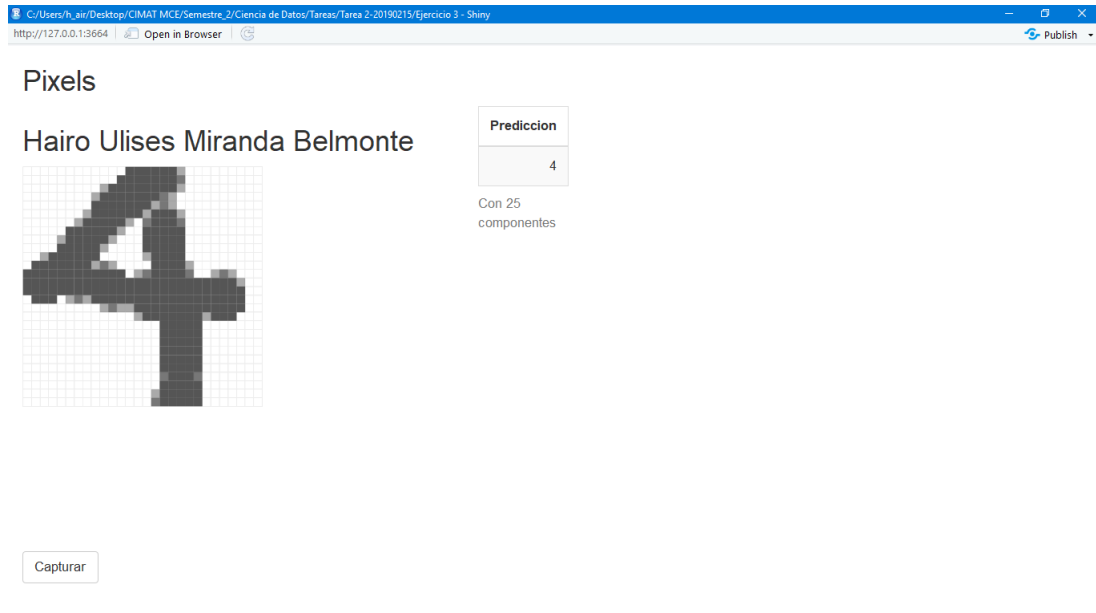 C:/Users/h_air/Desktop/CIMAT MCE/Semestre_2/Ciencia de Datos/Tareas/Tarea 2-20190215/Ejercicio 3 - Shiny
http://127.0.0.1:3664 Open in Browser Publish
Pixels
Hairo Ulises Miranda Belmonte
4
Prediccion
4
Con 25
componentes
Capturar